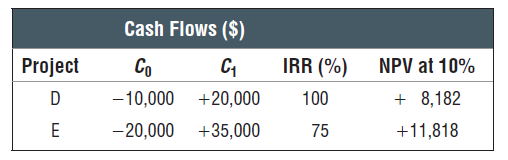 Cash Flows ($)
Project C₀ C₁ IRR (%) NPV at 10%
D −10,000 +20,000 100 + 8,182
E −20,000 +35,000 75 +11,818